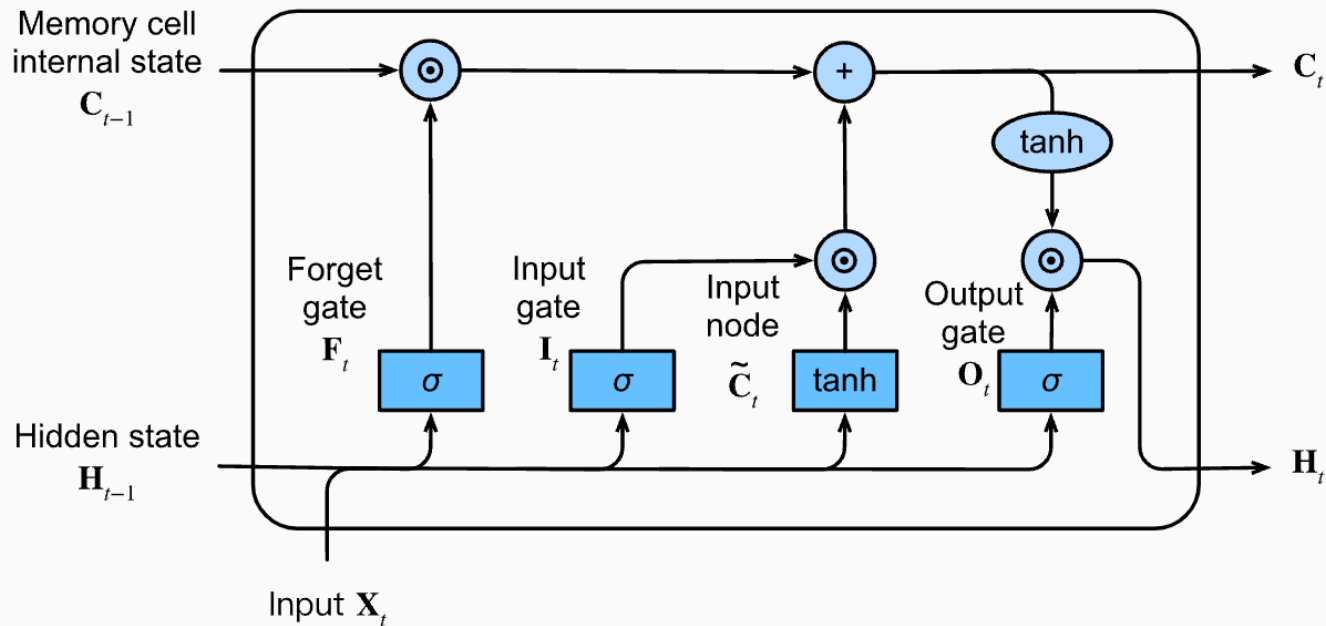 Memory cell
internal state
C_{t-1}
⊙
+
C_t
tanh
Forget
gate
F_t
Input
gate
I_t
Input
node
C̃_t
⊙
Output
gate
O_t
⊙
σ
σ
tanh
σ
Hidden state
H_{t-1}
H_t
Input X_t